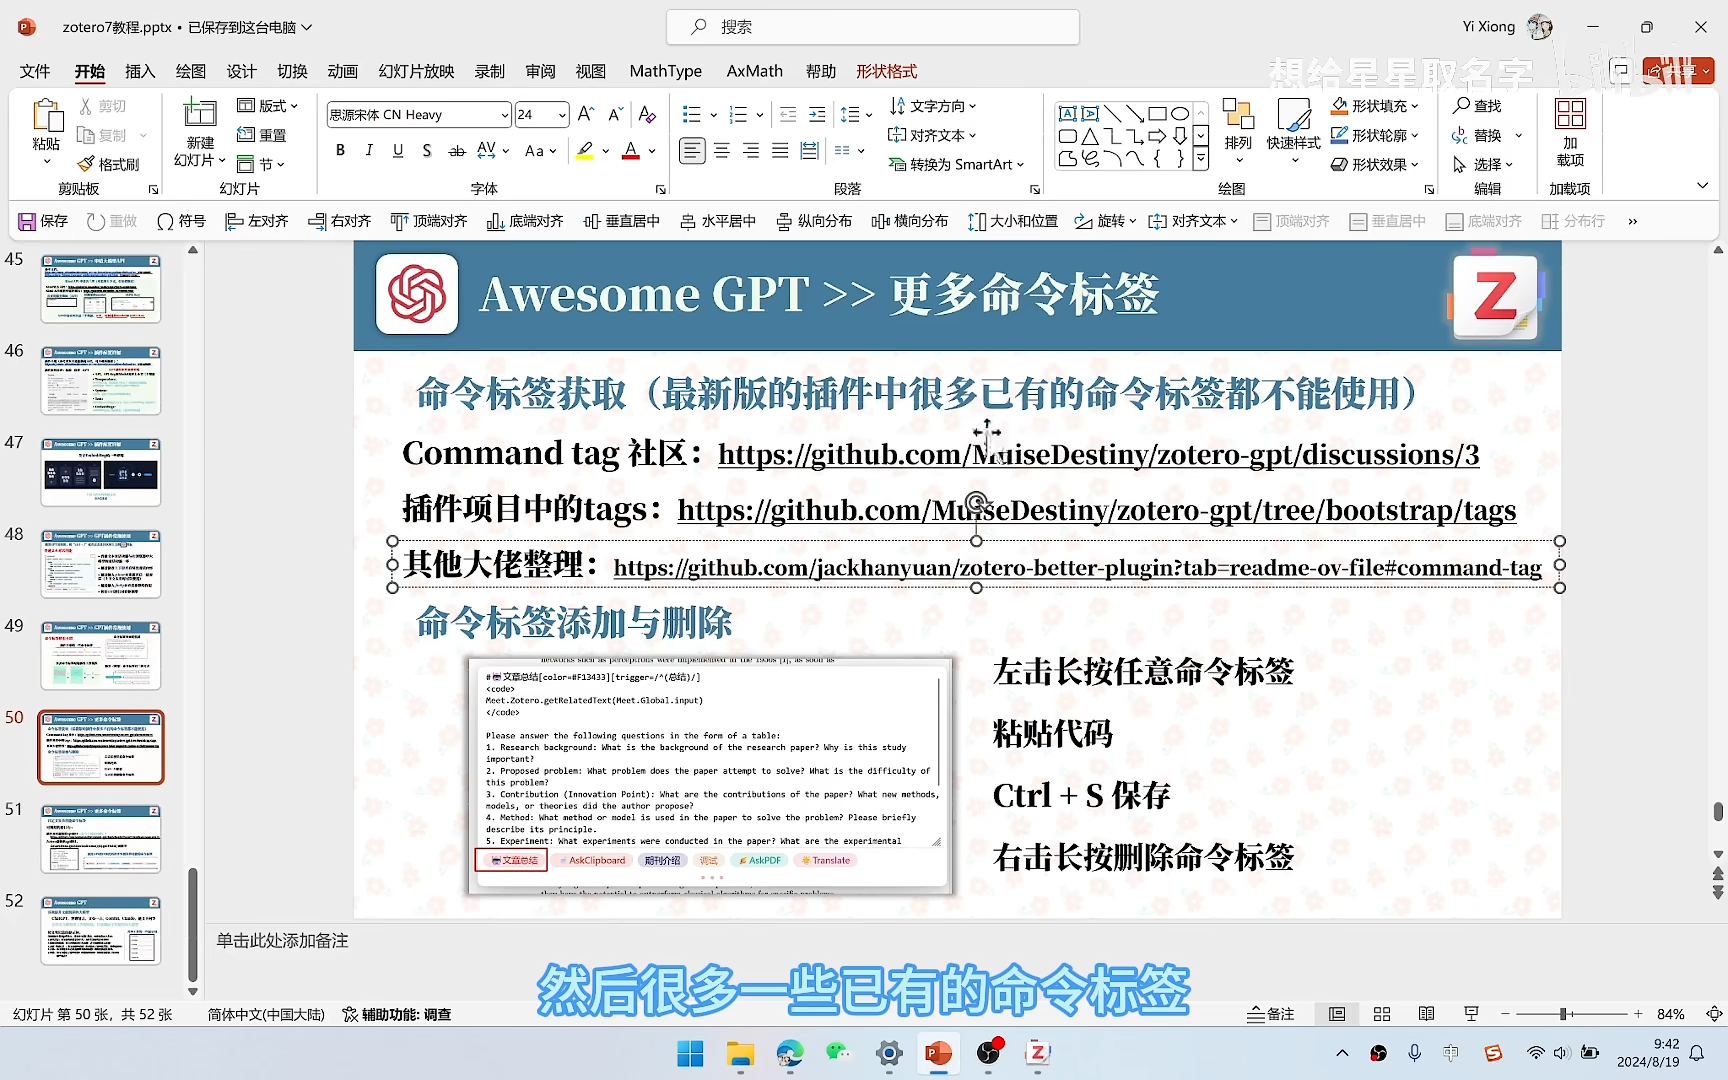 zotero7教程.pptx • 已保存到这台电脑
搜索
Yi Xiong
文件 开始 插入 绘图 设计 切换 动画 幻灯片放映 录制 审阅 视图 MathType AxMath 帮助 形状格式
想给星星取名字 bilibili
共享
粘贴
剪切
复制
格式刷
剪贴板
新建
幻灯片
版式
重置
节
幻灯片
思源宋体 CN Heavy 24
B I U S ab AV Aa A
字体
文字方向
对齐文本
转换为 SmartArt
段落
排列
快速样式
形状填充
形状轮廓
形状效果
绘图
查找
替换
选择
编辑
加
载项
加载项
保存 重做 符号 左对齐 右对齐 顶端对齐 底端对齐 垂直居中 水平居中 纵向分布 横向分布 大小和位置 旋转 对齐文本 顶端对齐 垂直居中 底端对齐 分布行
45
46
47
48
49
50
51
52
Awesome GPT >> 更多命令标签
命令标签获取（最新版的插件中很多已有的命令标签都不能使用）
Command tag 社区：https://github.com/MuiseDestiny/zotero-gpt/discussions/3
插件项目中的tags：https://github.com/MuiseDestiny/zotero-gpt/tree/bootstrap/tags
其他大佬整理：https://github.com/jackhanyuan/zotero-better-plugin?tab=readme-ov-file#command-tag
命令标签添加与删除
#文章总结[color=#F13433][trigger=/^(总结)/]
<code>
Meet.Zotero.getRelatedText(Meet.Global.input)
</code>
Please answer the following questions in the form of a table:
1. Research background: What is the background of the research paper? Why is this study
important?
2. Proposed problem: What problem does the paper attempt to solve? What is the difficulty of
this problem?
3. Contribution (Innovation Point): What are the contributions of the paper? What new methods,
models, or theories did the author propose?
4. Method: What method or model is used in the paper to solve the problem? Please briefly
describe its principle.
5. Experiment: What experiments were conducted in the paper? What are the experimental
文章总结 AskClipboard 期刊介绍 调试 AskPDF Translate
左击长按任意命令标签
粘贴代码
Ctrl + S 保存
右击长按删除命令标签
单击此处添加备注
然后很多一些已有的命令标签
幻灯片 第 50 张，共 52 张 简体中文(中国大陆) 辅助功能: 调查 备注 84%
中
9:42
2024/8/19